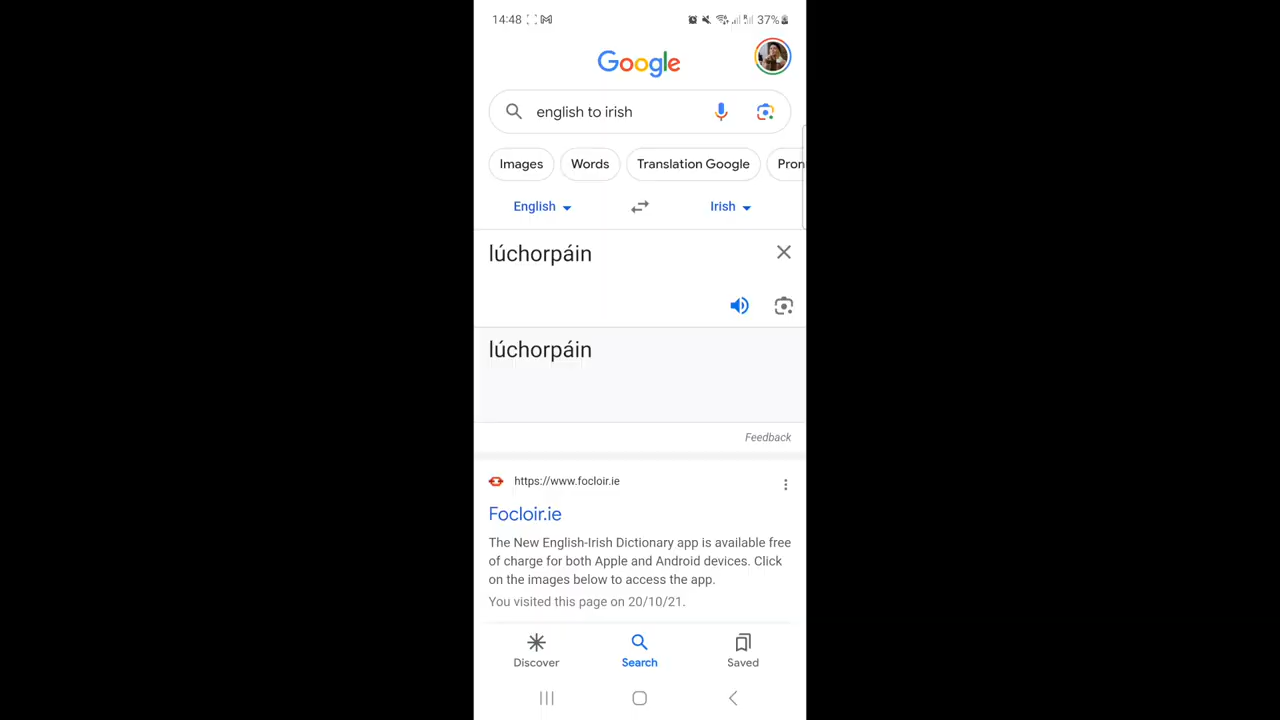 14:48 37%
Google
english to irish
Images Words Translation Google Pron
English Irish
lúchorpáin
lúchorpáin
Feedback
https://www.focloir.ie
Focloir.ie
The New English-Irish Dictionary app is available free
of charge for both Apple and Android devices. Click
on the images below to access the app.
You visited this page on 20/10/21.
Discover Search Saved